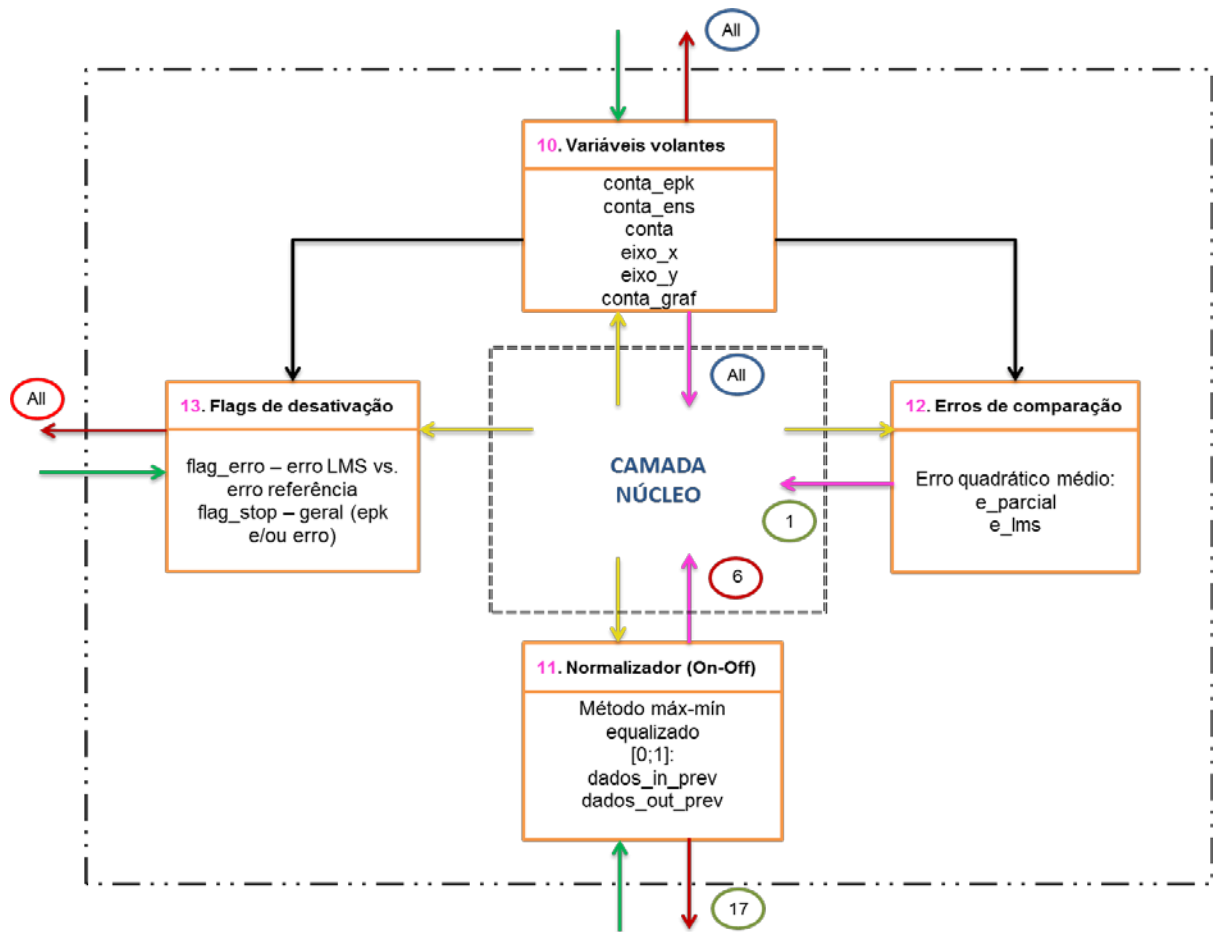 All
10. Variáveis volantes
conta_epk
conta_ens
conta
eixo_x
eixo_y
conta_graf
All
13. Flags de desativação
flag_erro – erro LMS vs.
erro referência
flag_stop – geral (epk
e/ou erro)
All
CAMADA
NÚCLEO
12. Erros de comparação
Erro quadrático médio:
e_parcial
e_lms
1
6
11. Normalizador (On-Off)
Método máx-mín
equalizado
[0;1]:
dados_in_prev
dados_out_prev
17